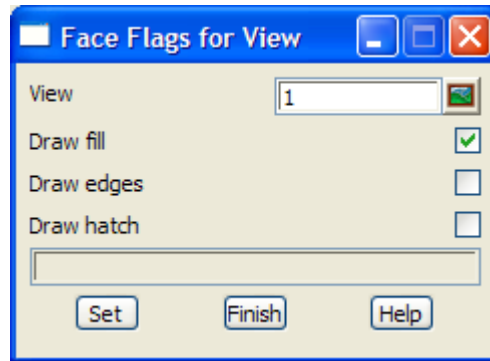 Face Flags for View
View 1
Draw fill
Draw edges
Draw hatch
Set Finish Help